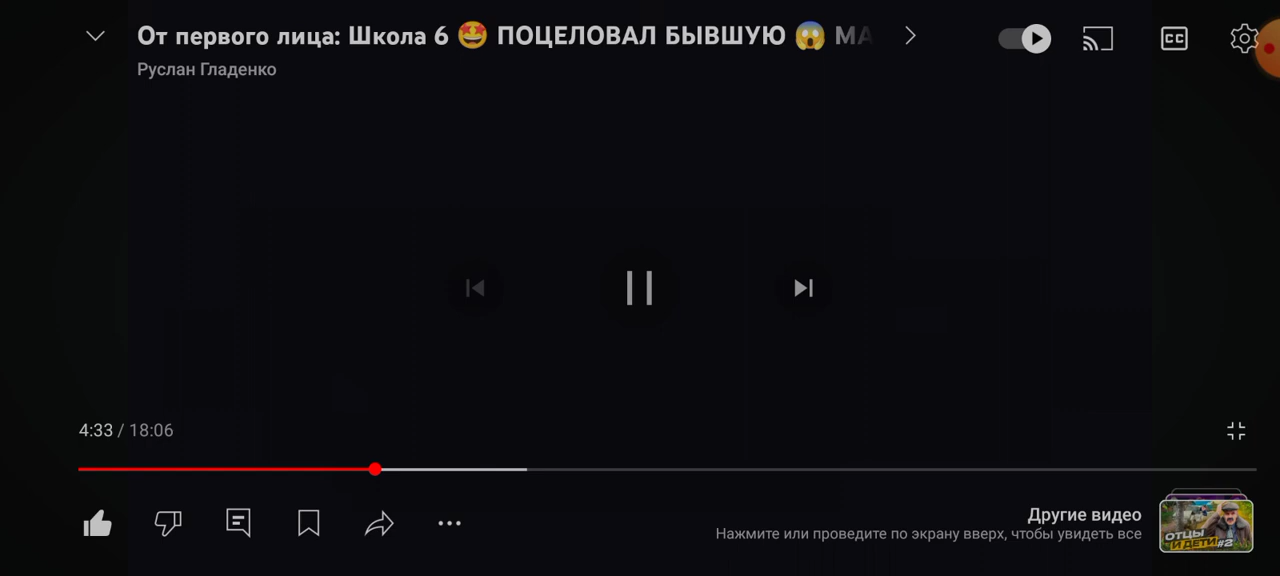 От первого лица: Школа 6 🤩 ПОЦЕЛОВАЛ БЫВШУЮ 😱 МА
Руслан Гладенко
CC
4:33 / 18:06
Другие видео
Нажмите или проведите по экрану вверх, чтобы увидеть все
ОТЦЫ
И ДЕТИ #2